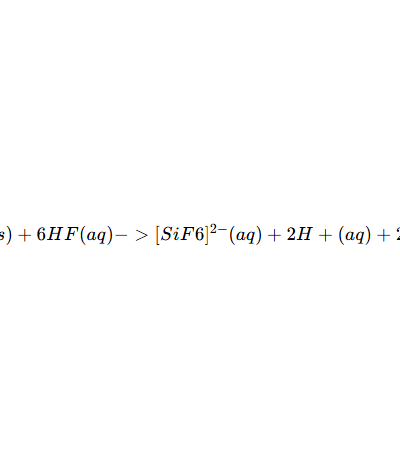 s) + 6HF(aq)− > [SiF6]²⁻(aq) + 2H + (aq) + 2